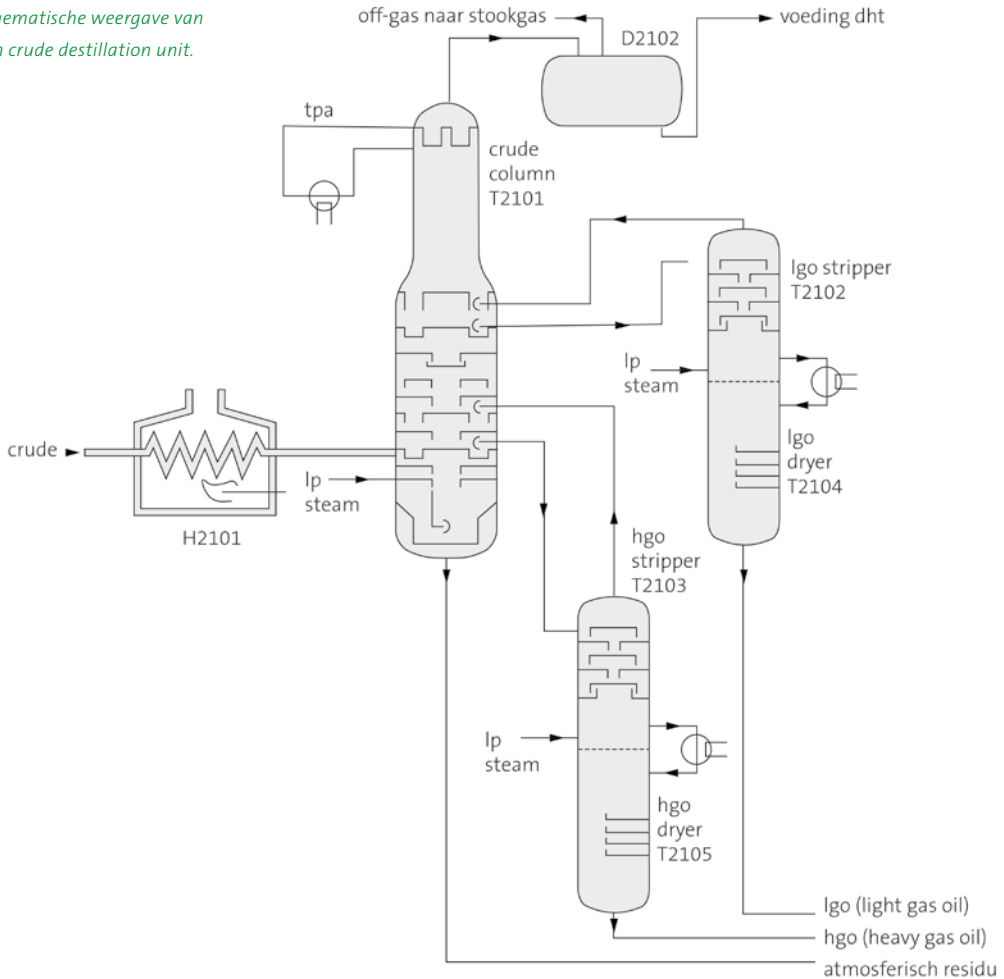 off-gas naar stookgas
voeding dht
D2102
weergave van
crude destillation unit.
tpa
crude
column
T2101
lgo stripper
T2102
lp
steam
lgo
dryer
T2104
crude
lp
steam
H2101
hgo
stripper
T2103
lp
steam
hgo
dryer
T2105
lgo (light gas oil)
hgo (heavy gas oil)
atmosferisch residu